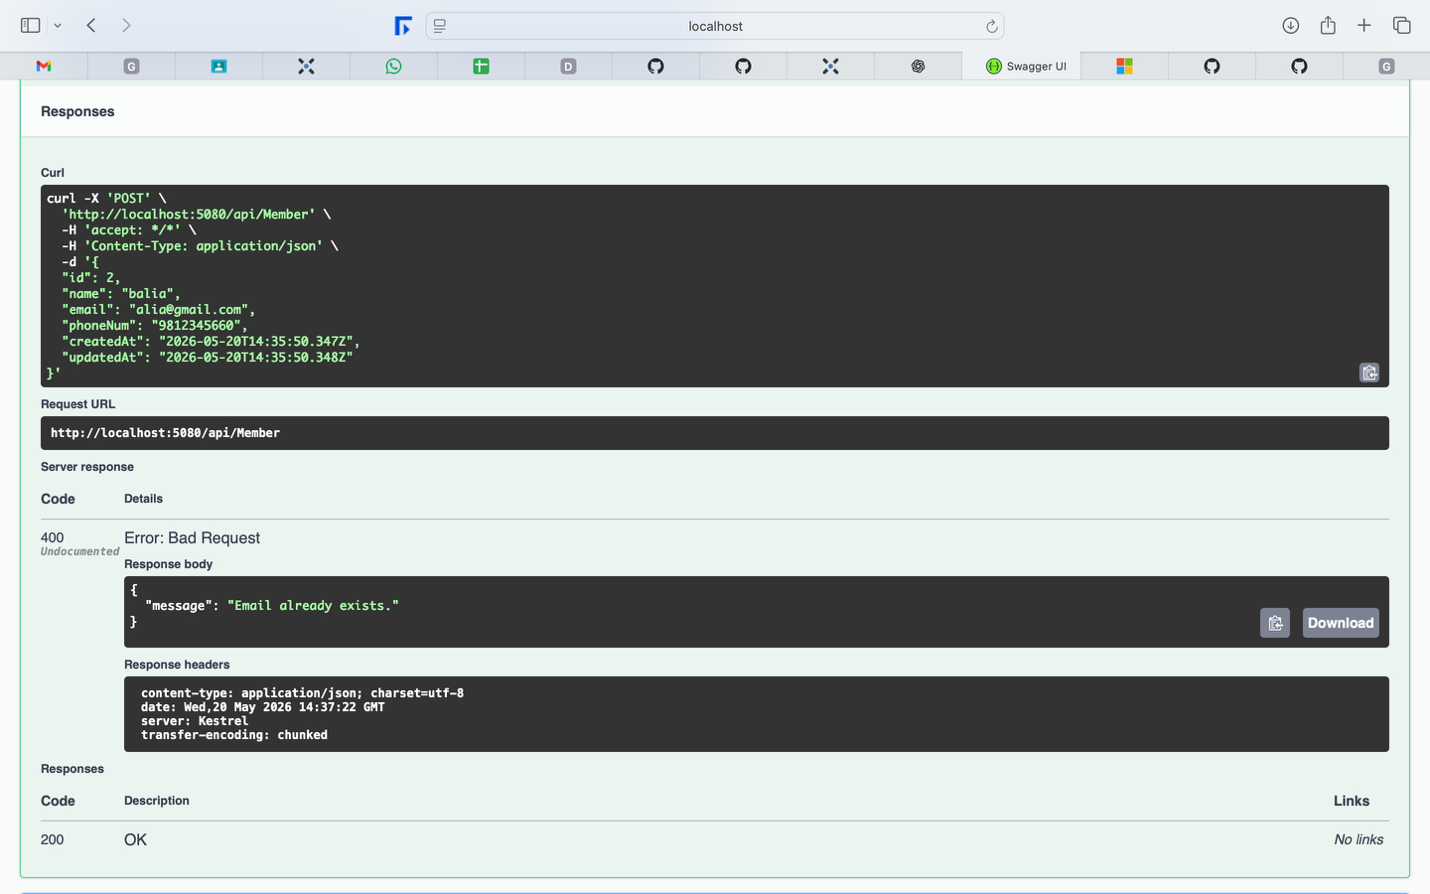 localhost
G
D
Swagger UI
G
Responses
Curl
curl -X 'POST' \
'http://localhost:5080/api/Member' \
-H 'accept: */*' \
-H 'Content-Type: application/json' \
-d '{
"id": 2,
"name": "balia",
"email": "alia@gmail.com",
"phoneNum": "9812345660",
"createdAt": "2026-05-20T14:35:50.347Z",
"updatedAt": "2026-05-20T14:35:50.348Z"
}'
Request URL
http://localhost:5080/api/Member
Server response
Code Details
400 Error: Bad Request
Undocumented
Response body
{
"message": "Email already exists."
}
Download
Response headers
content-type: application/json; charset=utf-8
date: Wed,20 May 2026 14:37:22 GMT
server: Kestrel
transfer-encoding: chunked
Responses
Code Description Links
200 OK No links